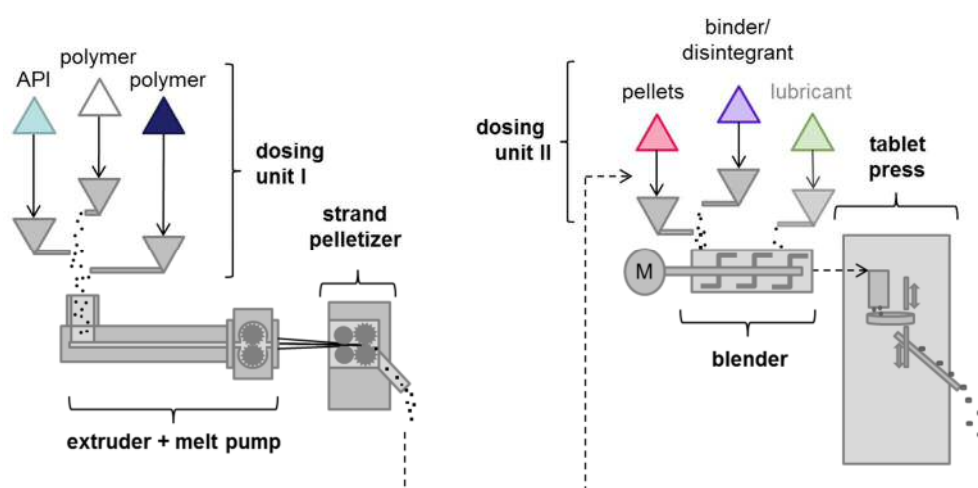 API
polymer
polymer
dosing
unit I
strand
pelletizer
extruder + melt pump
binder/
disintegrant
pellets
lubricant
dosing
unit II
tablet
press
M
blender